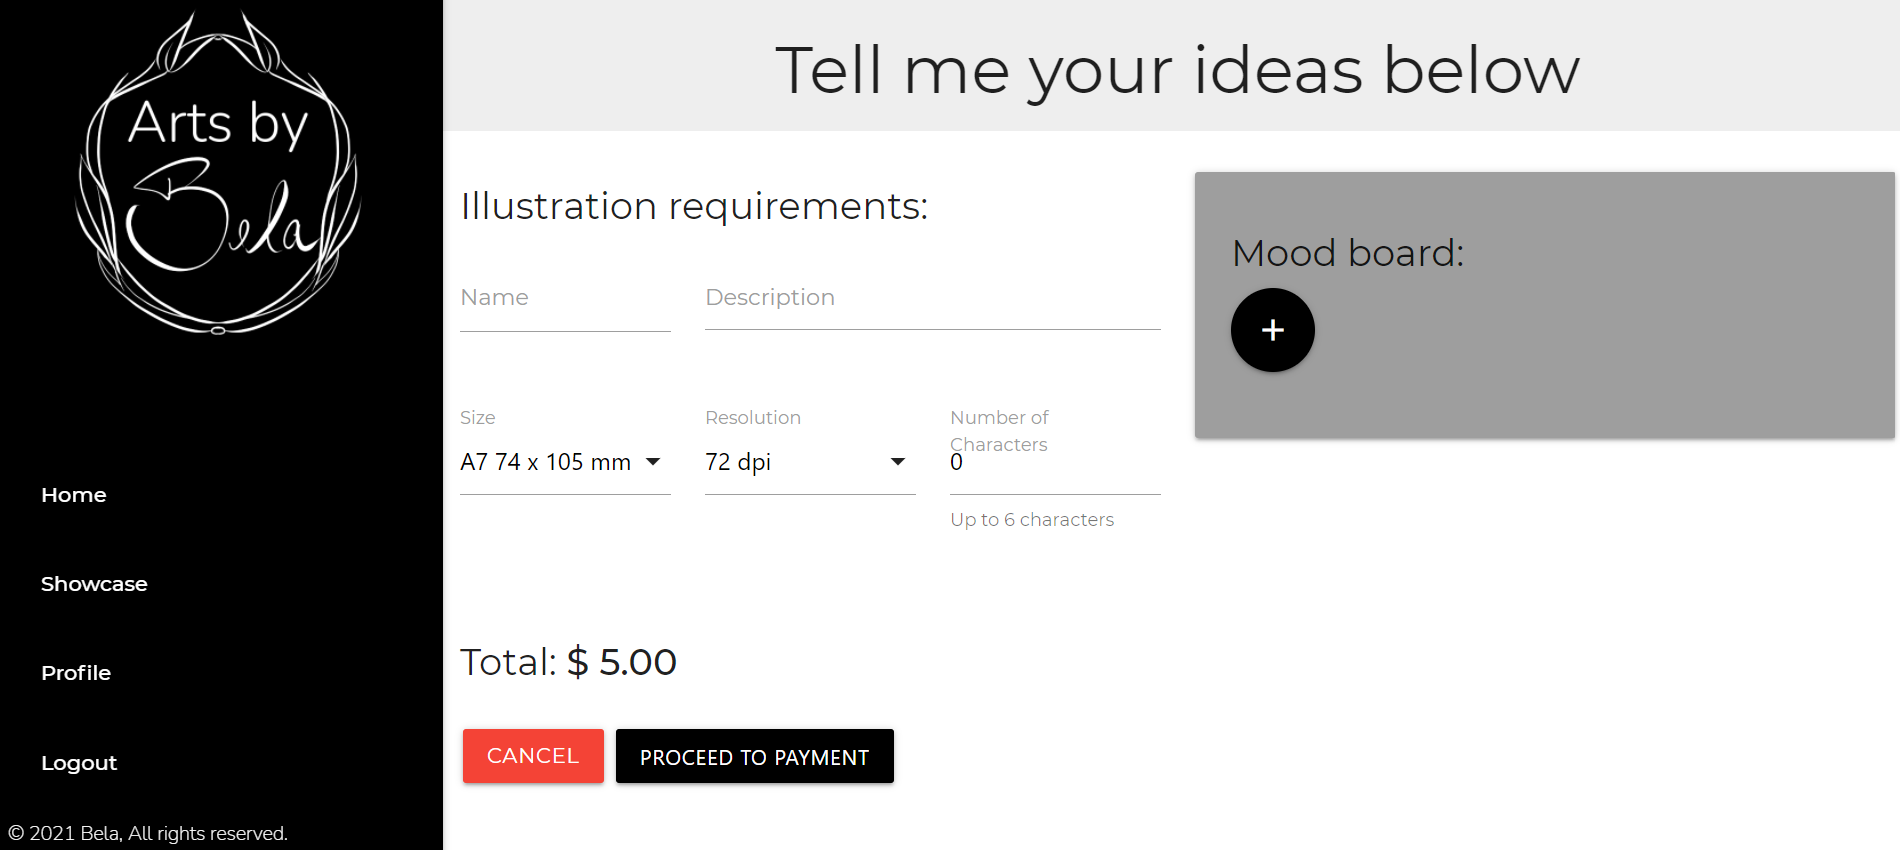 Arts by
Bela
Home
Showcase
Profile
Logout
© 2021 Bela, All rights reserved.
Tell me your ideas below
Illustration requirements:
Name
Description
Size
A7 74 x 105 mm
Resolution
72 dpi
Number of
Characters
0
Up to 6 characters
Total: $ 5.00
CANCEL
PROCEED TO PAYMENT
Mood board:
+